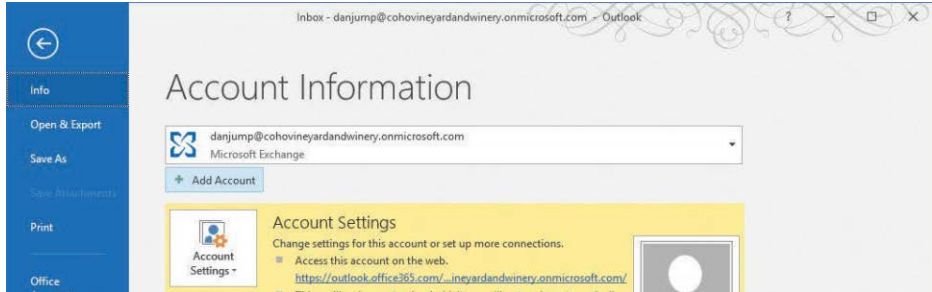 Inbox - danjump@cohovineyardandwinery.onmicrosoft.com - Outlook
?
Info
Open & Export
Save As
Save Attachments
Print
Office
Account Information
danjump@cohovineyardandwinery.onmicrosoft.com
Microsoft Exchange
+ Add Account
Account
Settings
Account Settings
Change settings for this account or set up more connections.
Access this account on the web.
https://outlook.office365.com/...ineyardandwinery.onmicrosoft.com/